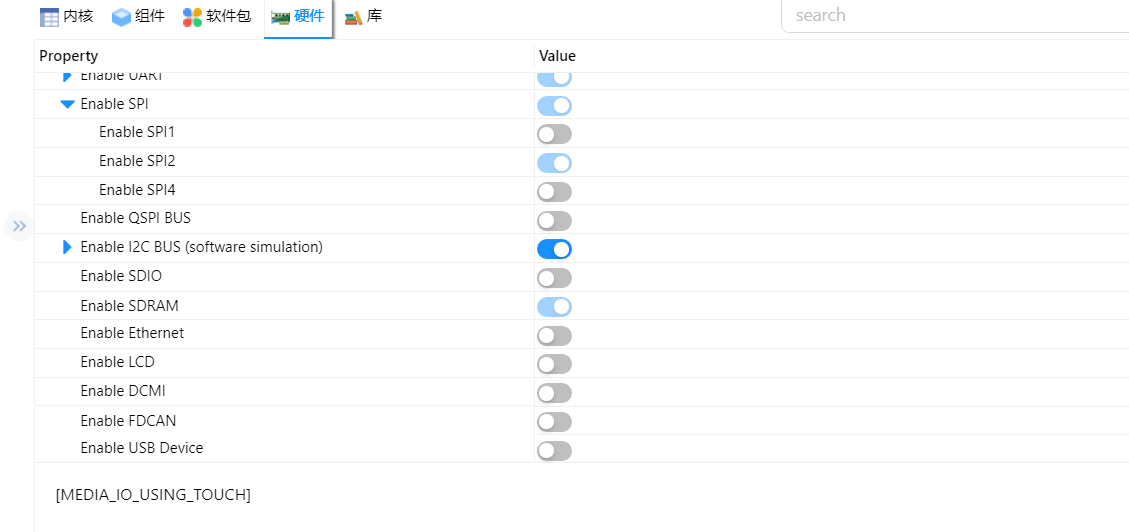 内核 组件 软件包 硬件 库 search
Property Value
Enable UART
Enable SPI
Enable SPI1
Enable SPI2
Enable SPI4
Enable QSPI BUS
Enable I2C BUS (software simulation)
Enable SDIO
Enable SDRAM
Enable Ethernet
Enable LCD
Enable DCMI
Enable FDCAN
Enable USB Device
[MEDIA_IO_USING_TOUCH]